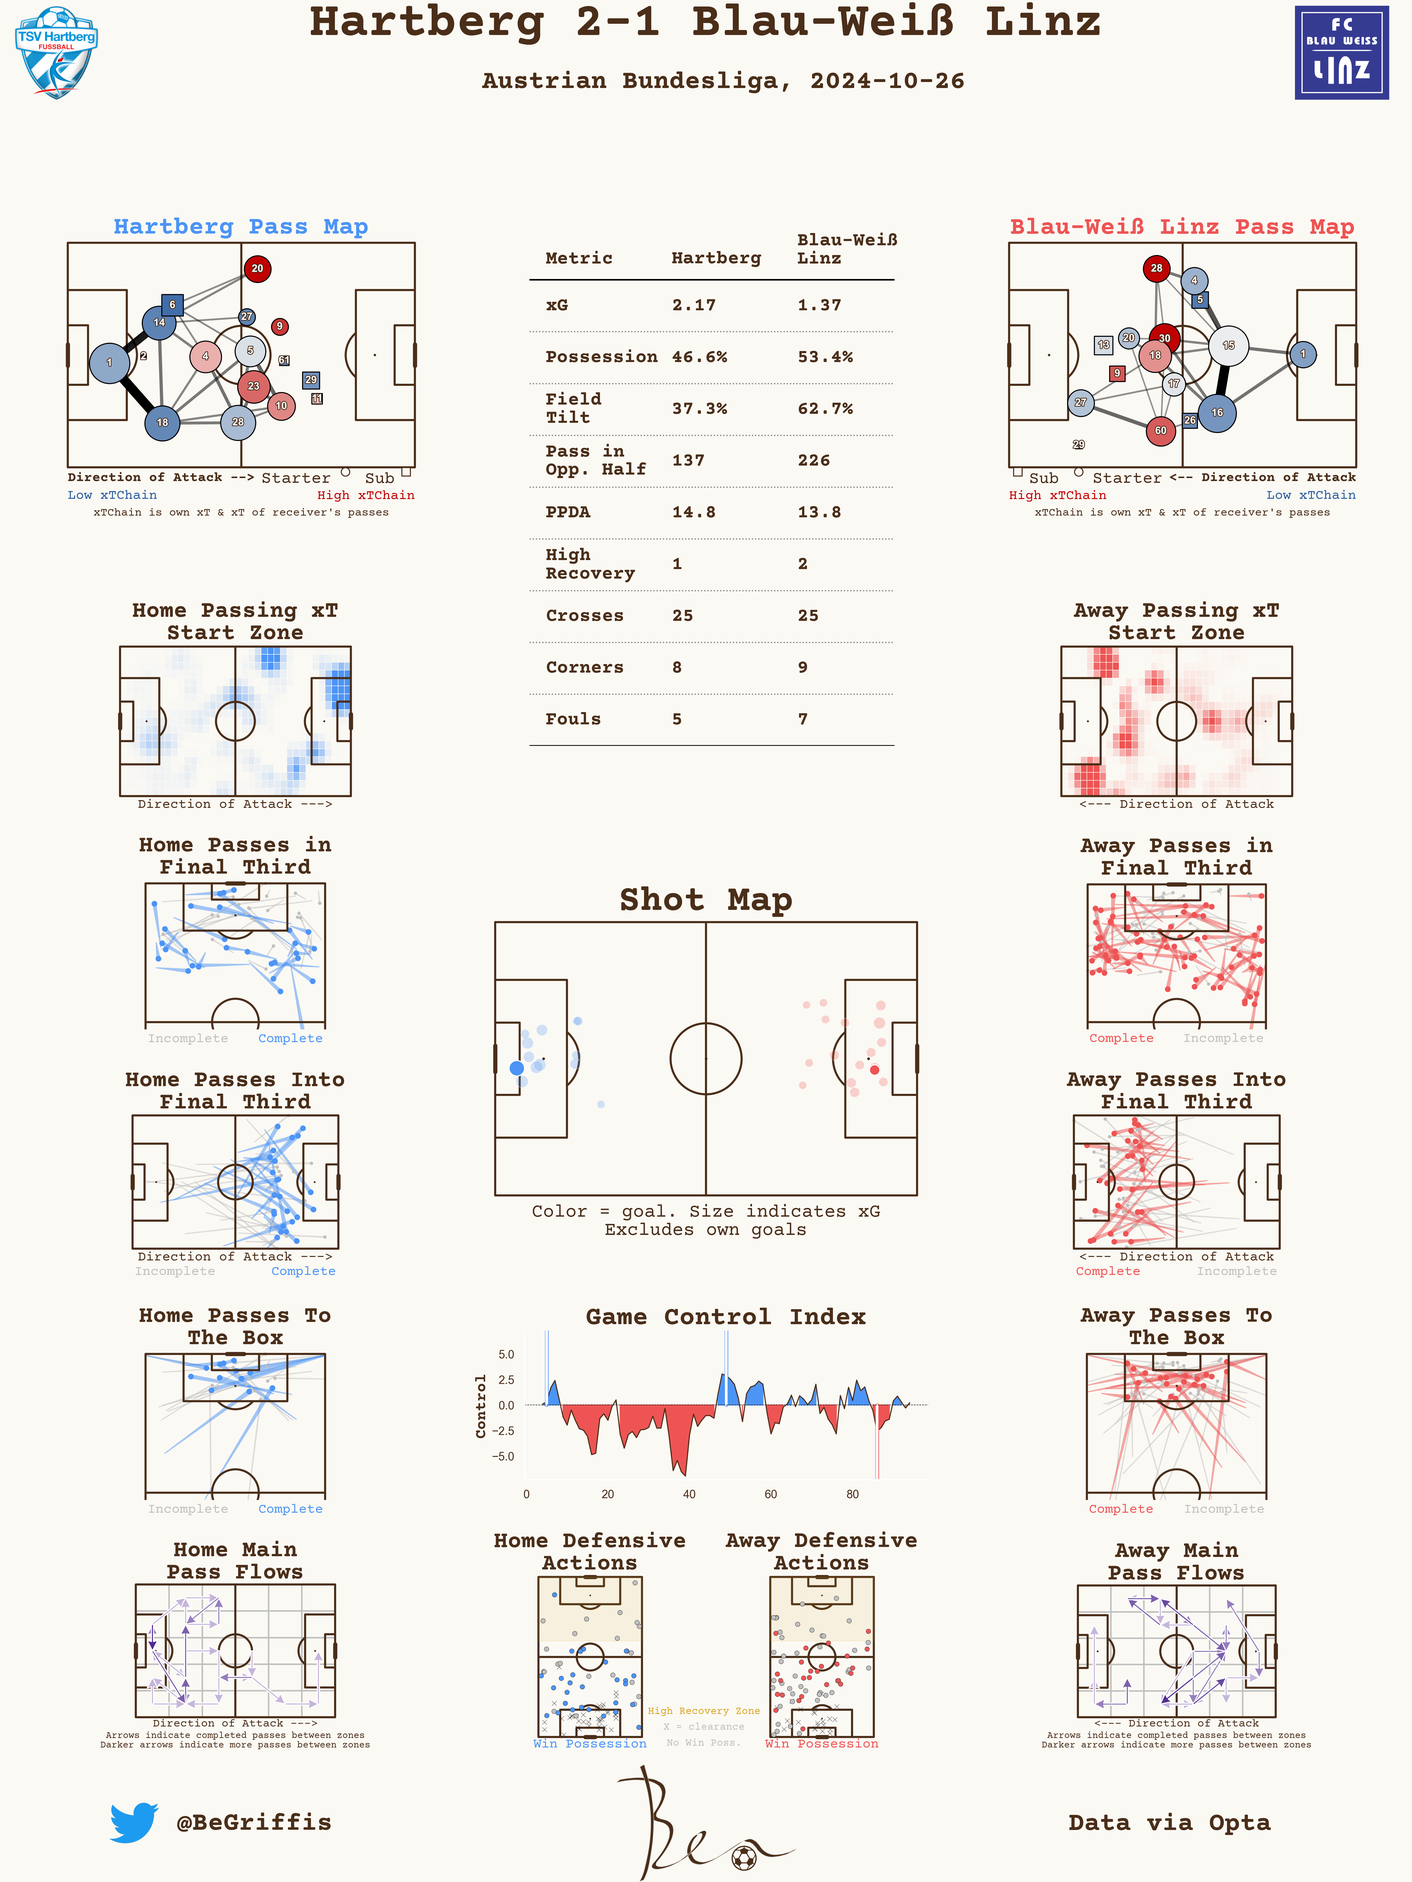 Hartberg 2-1 Blau-Weiß Linz
Austrian Bundesliga, 2024-10-26
TSV Hartberg
FUSSBALL
FC
BLAU WEISS
LINZ
Hartberg Pass Map
20
6
14
27
9
1
2
4
5
61
29
23
11
10
18
28
Direction of Attack --> Starter Sub
Low xTChain High xTChain
xTChain is own xT & xT of receiver's passes
Metric Hartberg Blau-Weiß
Linz
xG 2.17 1.37
Possession 46.6% 53.4%
Field
Tilt 37.3% 62.7%
Pass in
Opp. Half 137 226
PPDA 14.8 13.8
High
Recovery 1 2
Crosses 25 25
Corners 8 9
Fouls 5 7
Blau-Weiß Linz Pass Map
28
4
5
13
20
30
15
18
1
9
17
27
16
26
60
29
Sub Starter <-- Direction of Attack
High xTChain Low xTChain
xTChain is own xT & xT of receiver's passes
Home Passing xT
Start Zone
Direction of Attack --->
Away Passing xT
Start Zone
<--- Direction of Attack
Home Passes in
Final Third
Incomplete Complete
Away Passes in
Final Third
Complete Incomplete
Shot Map
Color = goal. Size indicates xG
Excludes own goals
Home Passes Into
Final Third
Direction of Attack --->
Incomplete Complete
Away Passes Into
Final Third
<--- Direction of Attack
Complete Incomplete
Home Passes To
The Box
Incomplete Complete
Game Control Index
Control
5.0
2.5
0.0
−2.5
−5.0
0 20 40 60 80
Away Passes To
The Box
Complete Incomplete
Home Main
Pass Flows
Direction of Attack --->
Arrows indicate completed passes between zones
Darker arrows indicate more passes between zones
Home Defensive
Actions
Win Possession
High Recovery Zone
X = clearance
No Win Poss.
Away Defensive
Actions
Win Possession
Away Main
Pass Flows
<--- Direction of Attack
Arrows indicate completed passes between zones
Darker arrows indicate more passes between zones
@BeGriffis
Ben
Data via Opta